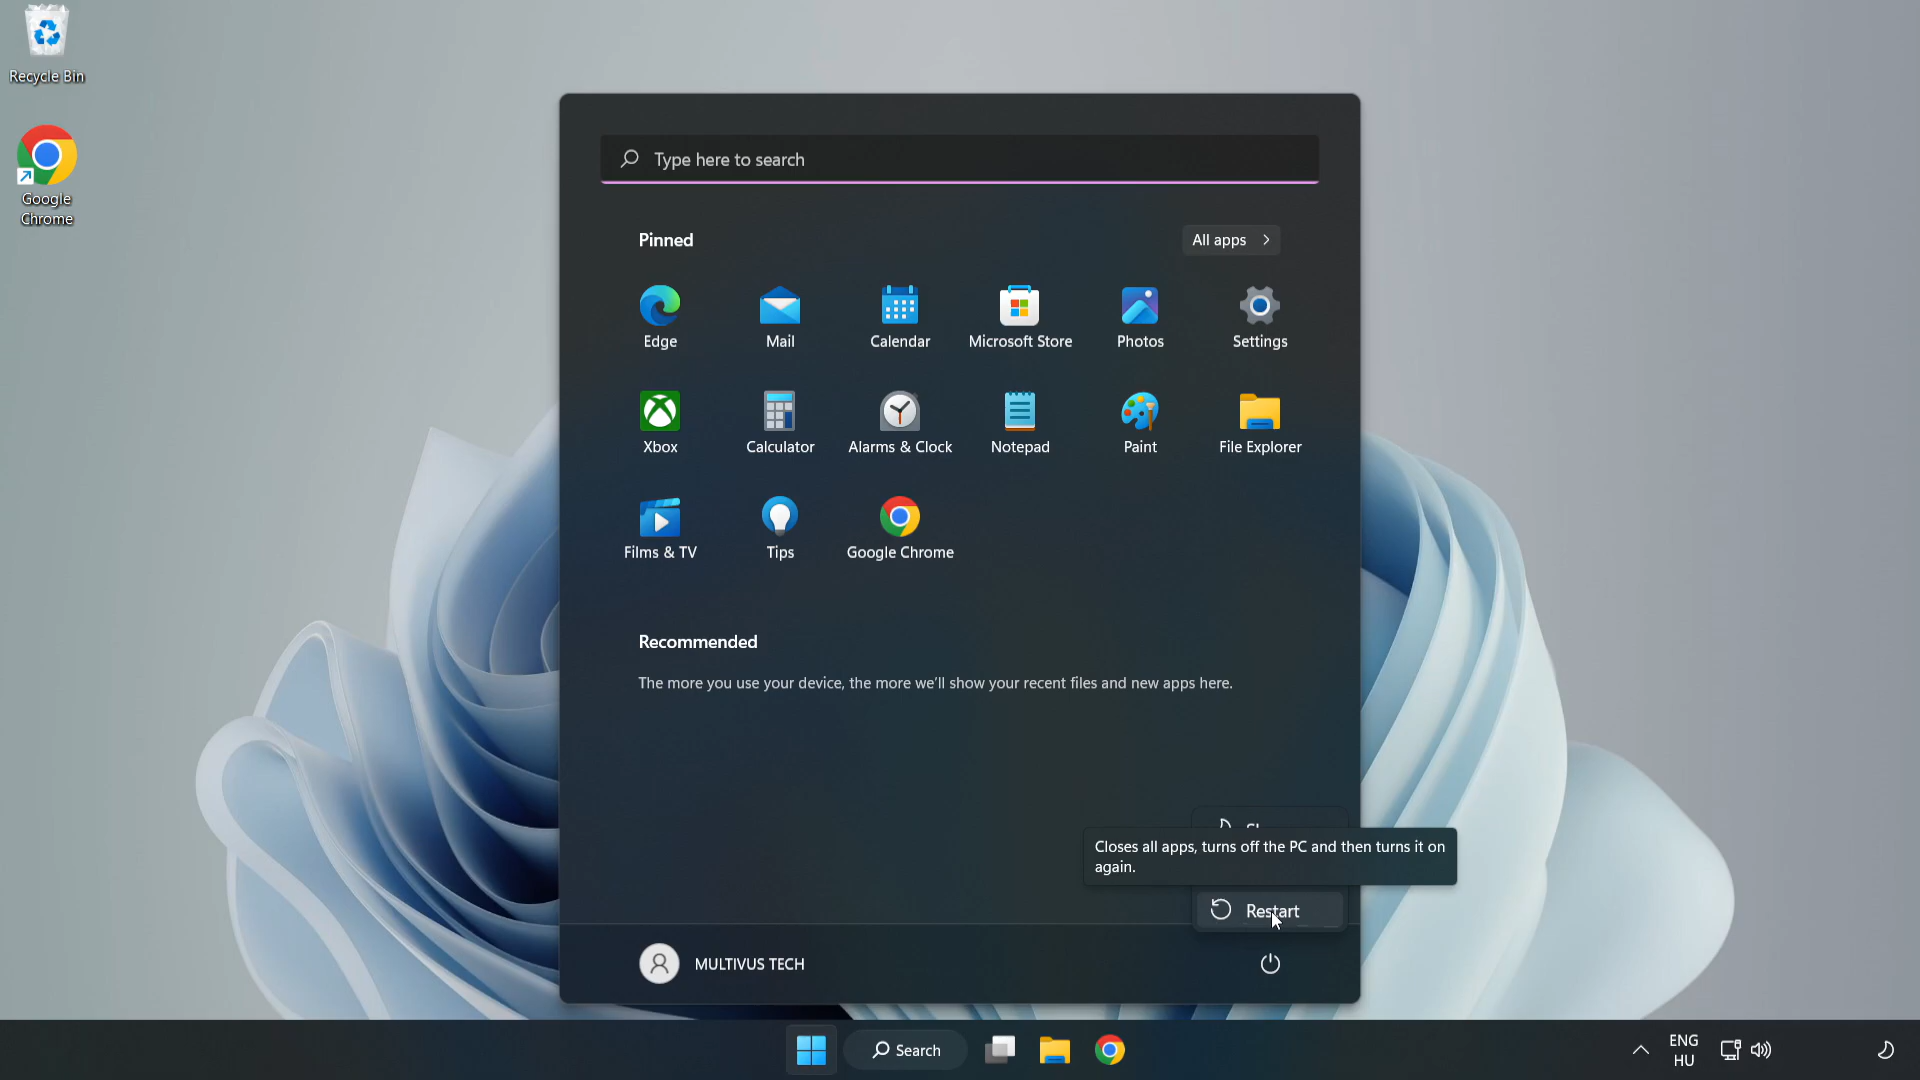 Recycle Bin
Google
Chrome
Type here to search
Pinned
All apps
Edge
Mail
Calendar
Microsoft Store
Photos
Settings
Xbox
Calculator
Alarms & Clock
Notepad
Paint
File Explorer
Films & TV
Tips
Google Chrome
Recommended
The more you use your device, the more we'll show your recent files and new apps here.
Closes all apps, turns off the PC and then turns it on
again.
Restart
MULTIVUS TECH
Search
ENG
HU